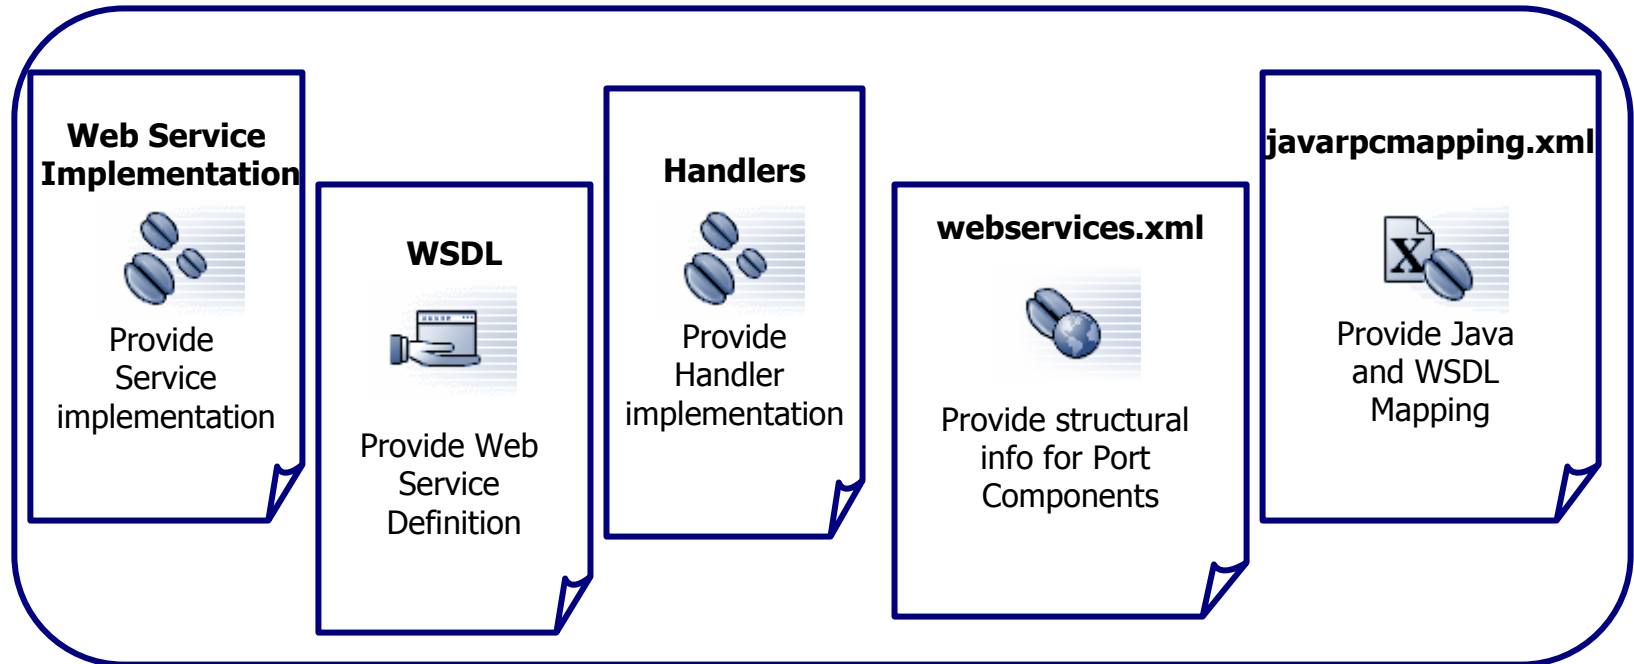 Web Service
Implementation
Provide
Service
implementation
WSDL
Provide Web
Service
Definition
Handlers
Provide
Handler
implementation
webservices.xml
Provide structural
info for Port
Components
javarpcmapping.xml
X
Provide Java
and WSDL
Mapping